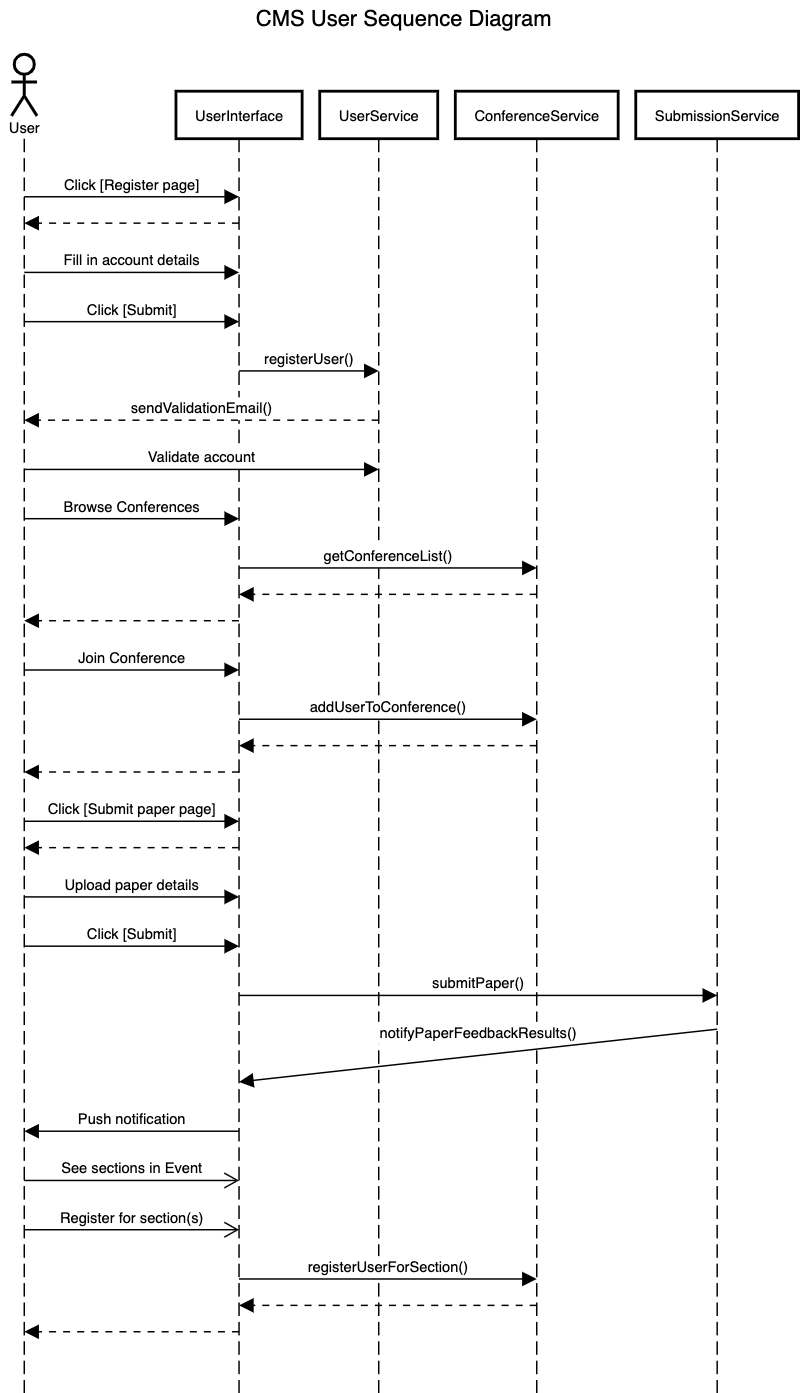 CMS User Sequence Diagram
User
UserInterface
UserService
ConferenceService
SubmissionService
Click [Register page]
Fill in account details
Click [Submit]
registerUser()
sendValidationEmail()
Validate account
Browse Conferences
getConferenceList()
Join Conference
addUserToConference()
Click [Submit paper page]
Upload paper details
Click [Submit]
submitPaper()
notifyPaperFeedbackResults()
Push notification
See sections in Event
Register for section(s)
registerUserForSection()